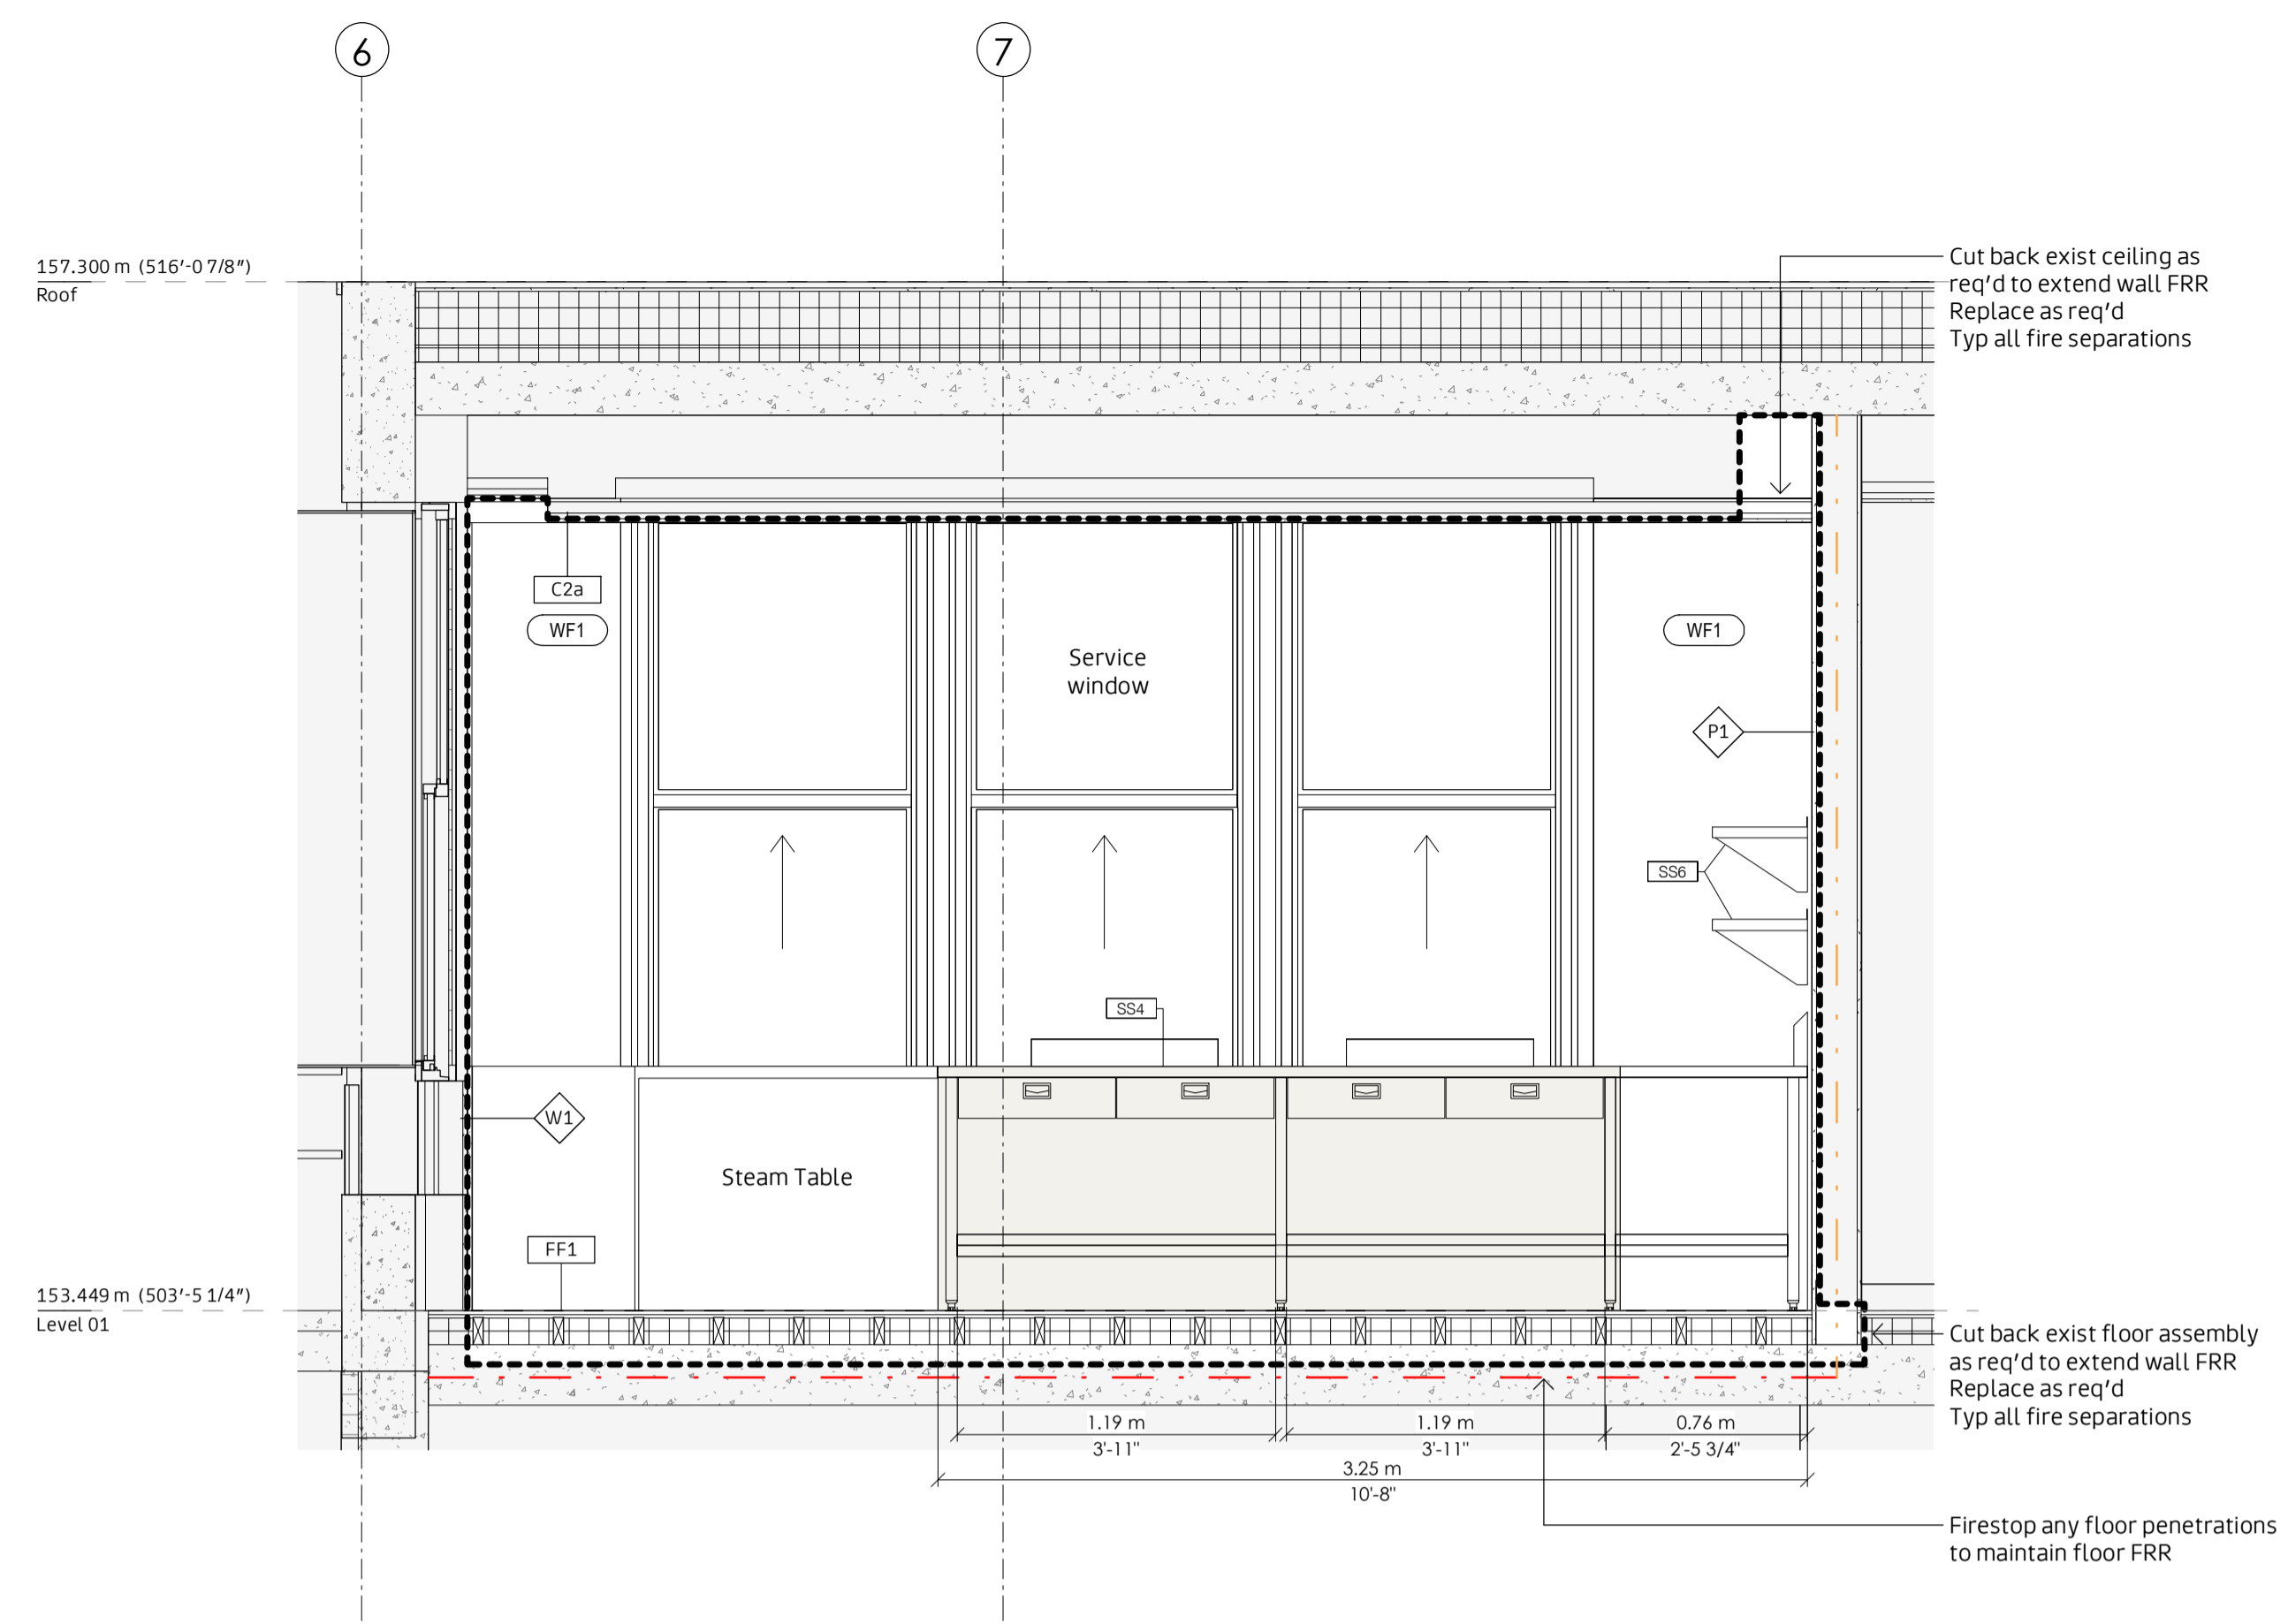 6
7
157.300 m (516'-0 7/8")
Roof
Cut back exist ceiling as
req'd to extend wall FRR
Replace as req'd
Typ all fire separations
C2a
WF1
Service
window
WF1
P1
SS6
SS4
W1
Steam Table
FF1
153.449 m (503'-5 1/4")
Level 01
Cut back exist floor assembly
as req'd to extend wall FRR
Replace as req'd
Typ all fire separations
1.19 m
3'-11"
1.19 m
3'-11"
0.76 m
2'-5 3/4"
3.25 m
10'-8"
Firestop any floor penetrations
to maintain floor FRR